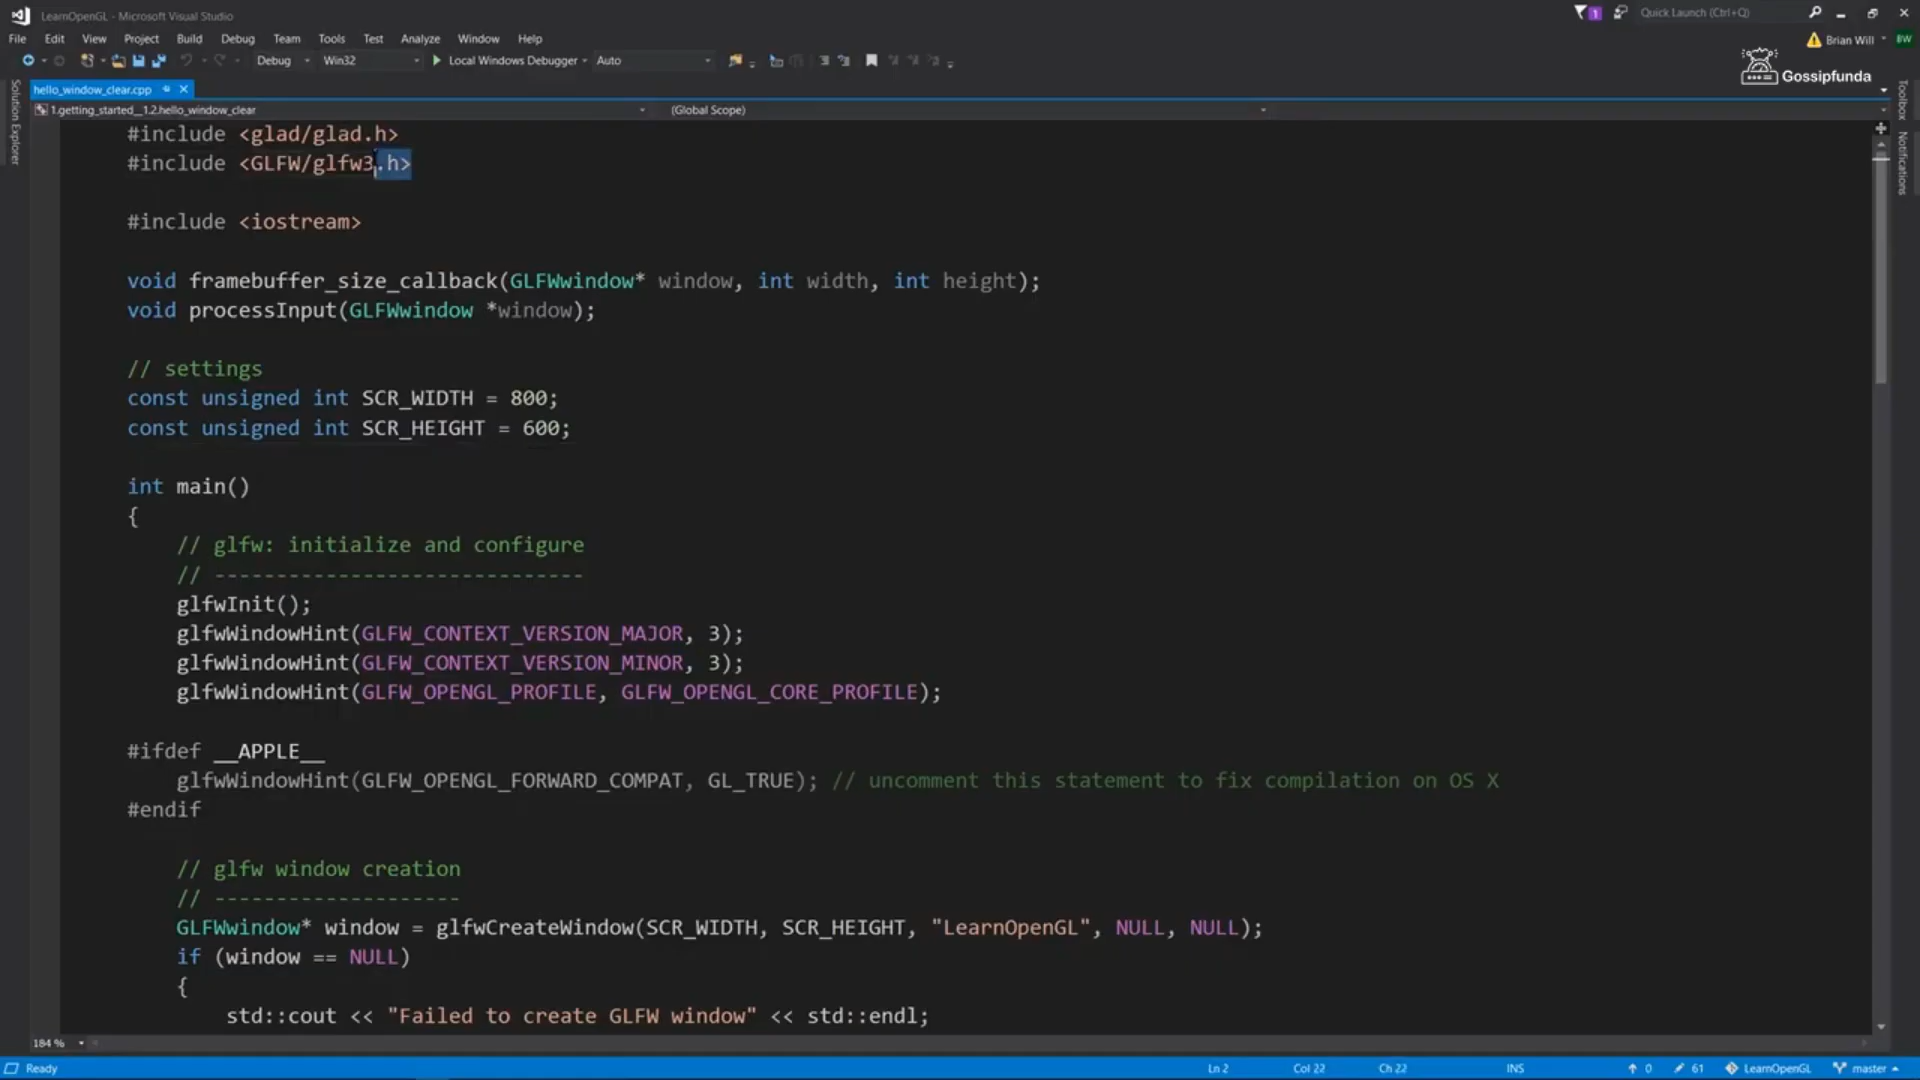 LearnOpenGL - Microsoft Visual Studio
1
Quick Launch (Ctrl+Q)
File Edit View Project Build Debug Team Tools Test Analyze Window Help
Brian Will BW
Debug Win32 Local Windows Debugger Auto
Gossipfunda
hello_window_clear.cpp
1.getting_started__1.2.hello_window_clear (Global Scope)
Solution Explorer
Toolbox
Notifications
#include <glad/glad.h>
#include <GLFW/glfw3.h>
#include <iostream>
void framebuffer_size_callback(GLFWwindow* window, int width, int height);
void processInput(GLFWwindow *window);
// settings
const unsigned int SCR_WIDTH = 800;
const unsigned int SCR_HEIGHT = 600;
int main()
{
// glfw: initialize and configure
// ------------------------------
glfwInit();
glfwWindowHint(GLFW_CONTEXT_VERSION_MAJOR, 3);
glfwWindowHint(GLFW_CONTEXT_VERSION_MINOR, 3);
glfwWindowHint(GLFW_OPENGL_PROFILE, GLFW_OPENGL_CORE_PROFILE);
#ifdef __APPLE__
glfwWindowHint(GLFW_OPENGL_FORWARD_COMPAT, GL_TRUE); // uncomment this statement to fix compilation on OS X
#endif
// glfw window creation
// --------------------
GLFWwindow* window = glfwCreateWindow(SCR_WIDTH, SCR_HEIGHT, "LearnOpenGL", NULL, NULL);
if (window == NULL)
{
std::cout << "Failed to create GLFW window" << std::endl;
184 %
Ready Ln 2 Col 22 Ch 22 INS 0 61 LearnOpenGL master